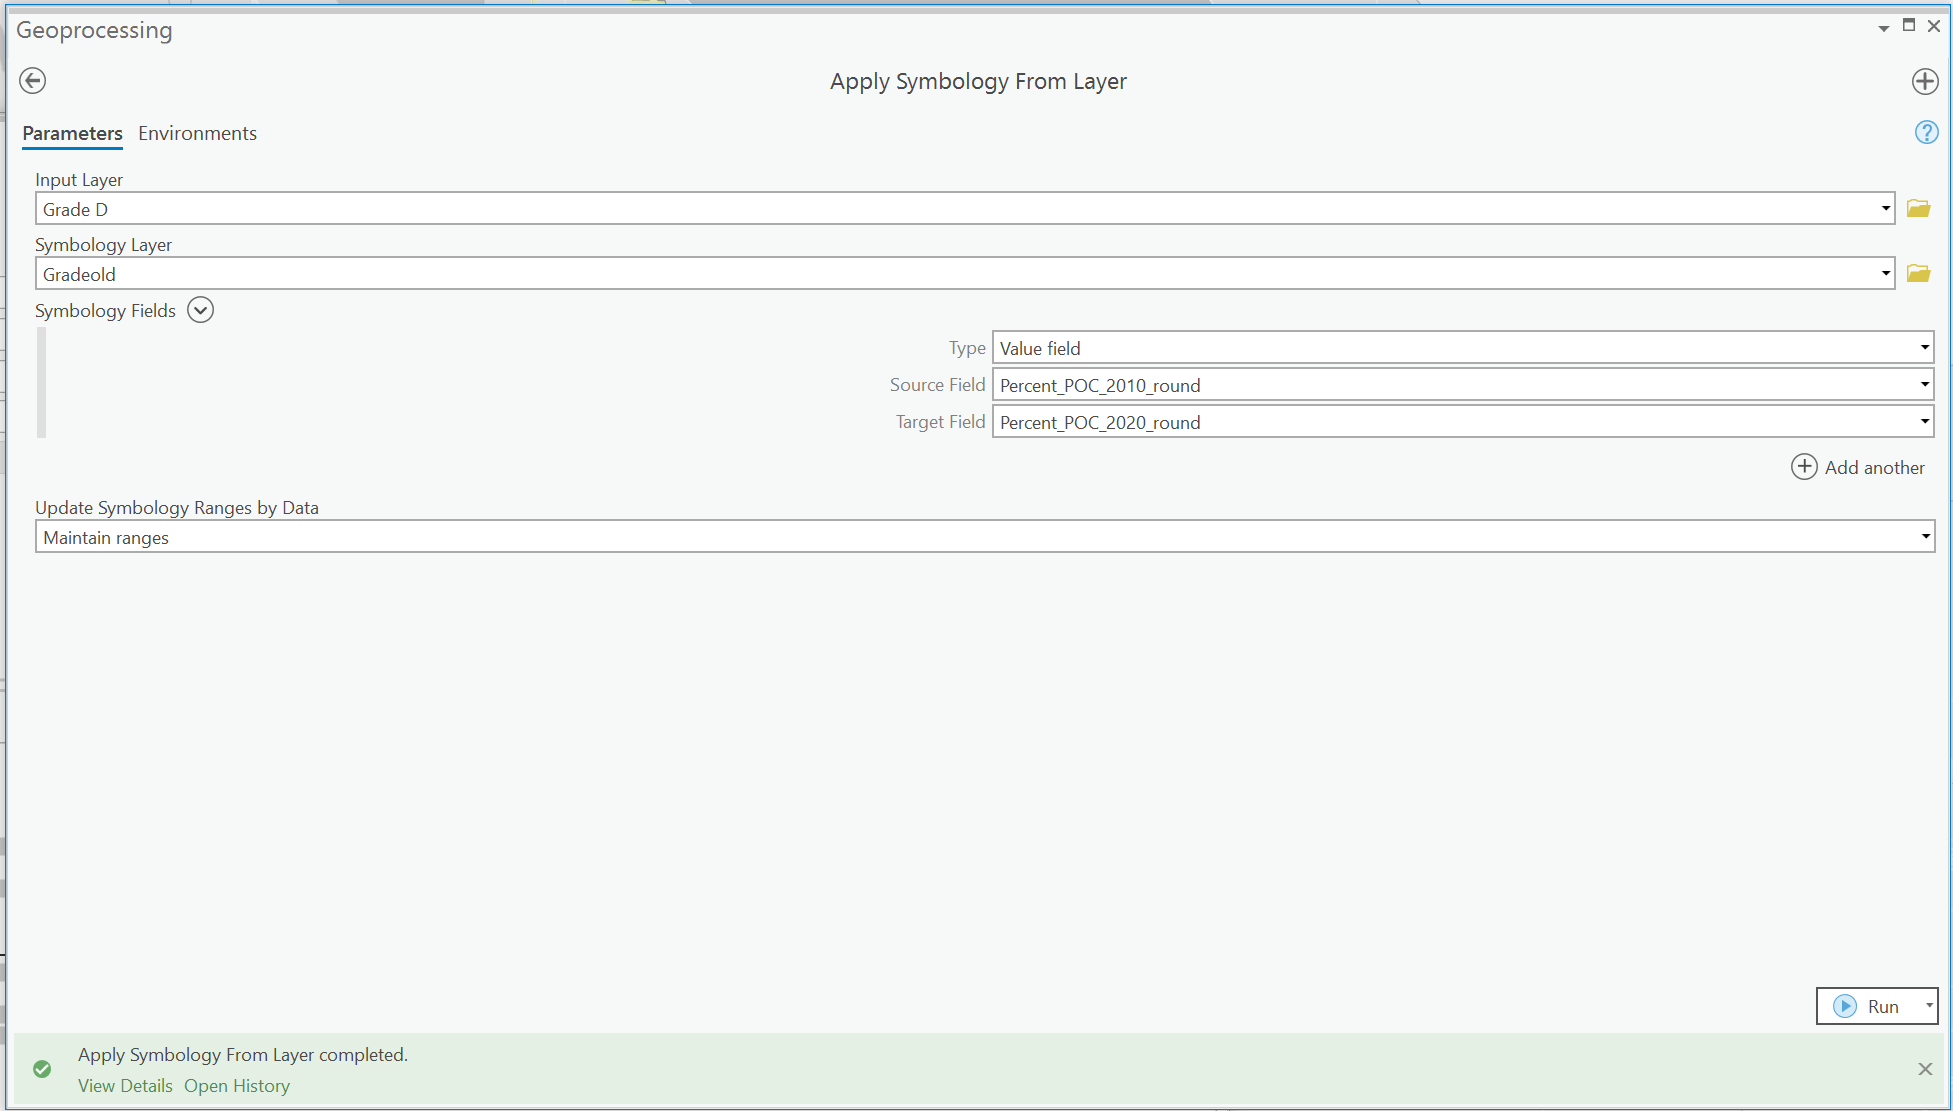 Geoprocessing
Apply Symbology From Layer
Parameters Environments
Input Layer
Grade D
Symbology Layer
Gradeold
Symbology Fields
Type Value field
Source Field Percent_POC_2010_round
Target Field Percent_POC_2020_round
Add another
Update Symbology Ranges by Data
Maintain ranges
Run
Apply Symbology From Layer completed.
View Details Open History